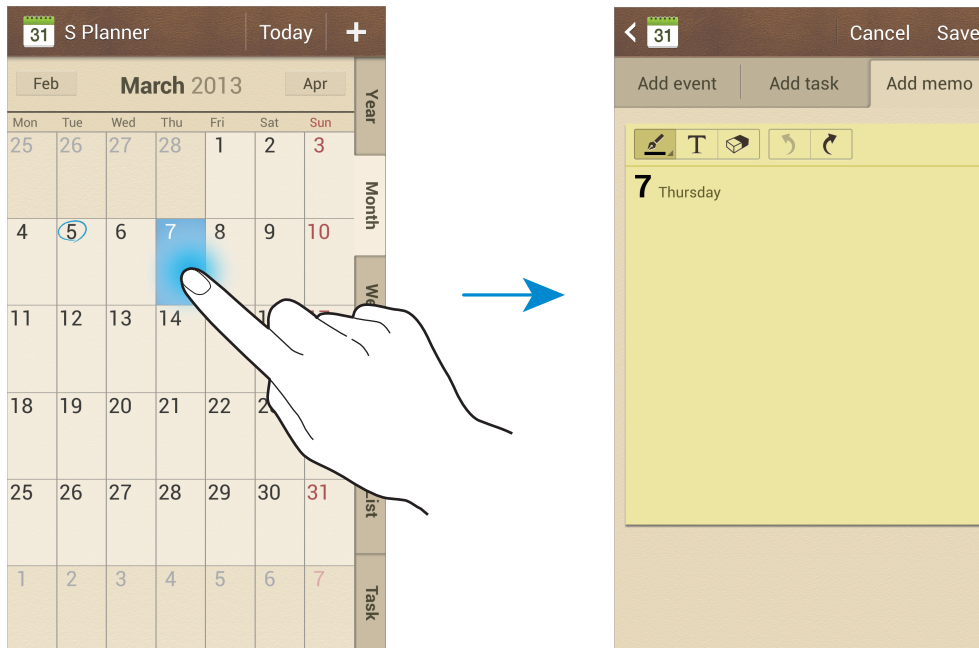 31 S Planner Today +
Feb March 2013 Apr
Year
Mon Tue Wed Thu Fri Sat Sun
25 26 27 28 1 2 3
Month
4 5 6 7 8 9 10
We
11 12 13 14
18 19 20 21 22
25 26 27 28 29 30 31
ist
1 2 3 4 5 6 7
Task
31 Cancel Save
Add event Add task Add memo
T
7 Thursday